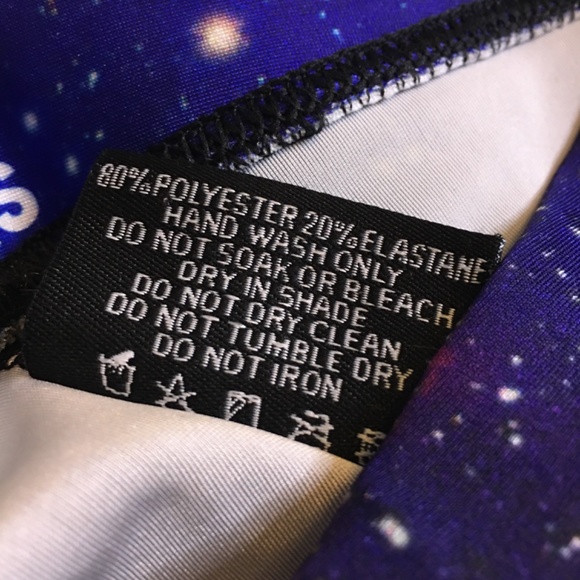 80%POLYESTER 20%ELASTANE
HAND WASH ONLY
DO NOT SOAK OR BLEACH
DRY IN SHADE
DO NOT DRY CLEAN
DO NOT TUMBLE DRY
DO NOT IRON
S